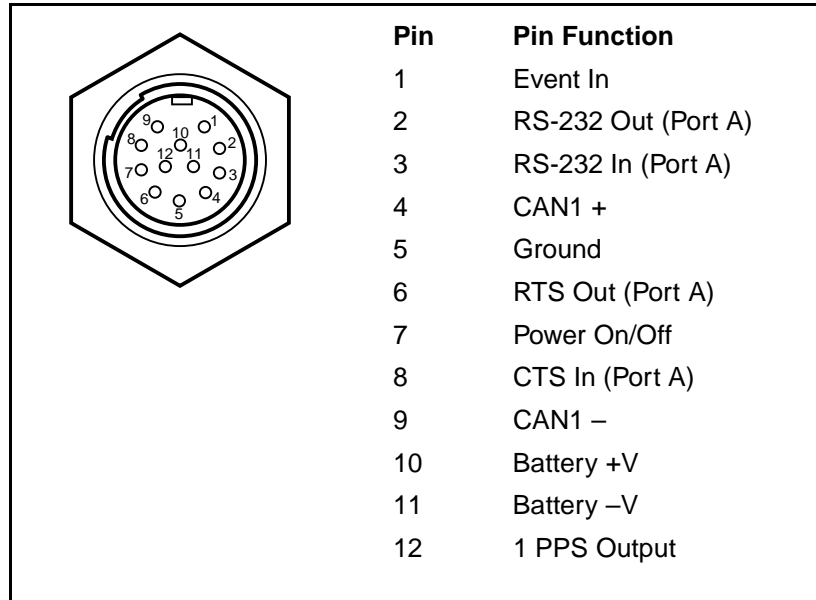 Pin Pin Function
1 Event In
2 RS-232 Out (Port A)
3 RS-232 In (Port A)
4 CAN1 +
5 Ground
6 RTS Out (Port A)
7 Power On/Off
8 CTS In (Port A)
9 CAN1 –
10 Battery +V
11 Battery –V
12 1 PPS Output
9 10 1
8 2
12 11
7 3
6 4
5